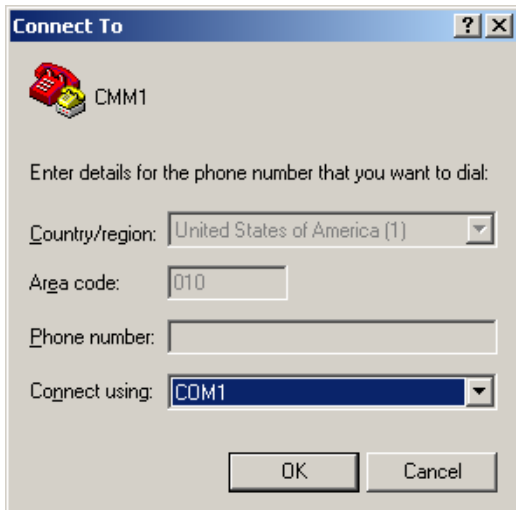 Connect To
CMM1
Enter details for the phone number that you want to dial:
Country/region: United States of America (1)
Area code: 010
Phone number:
Connect using: COM1
OK Cancel